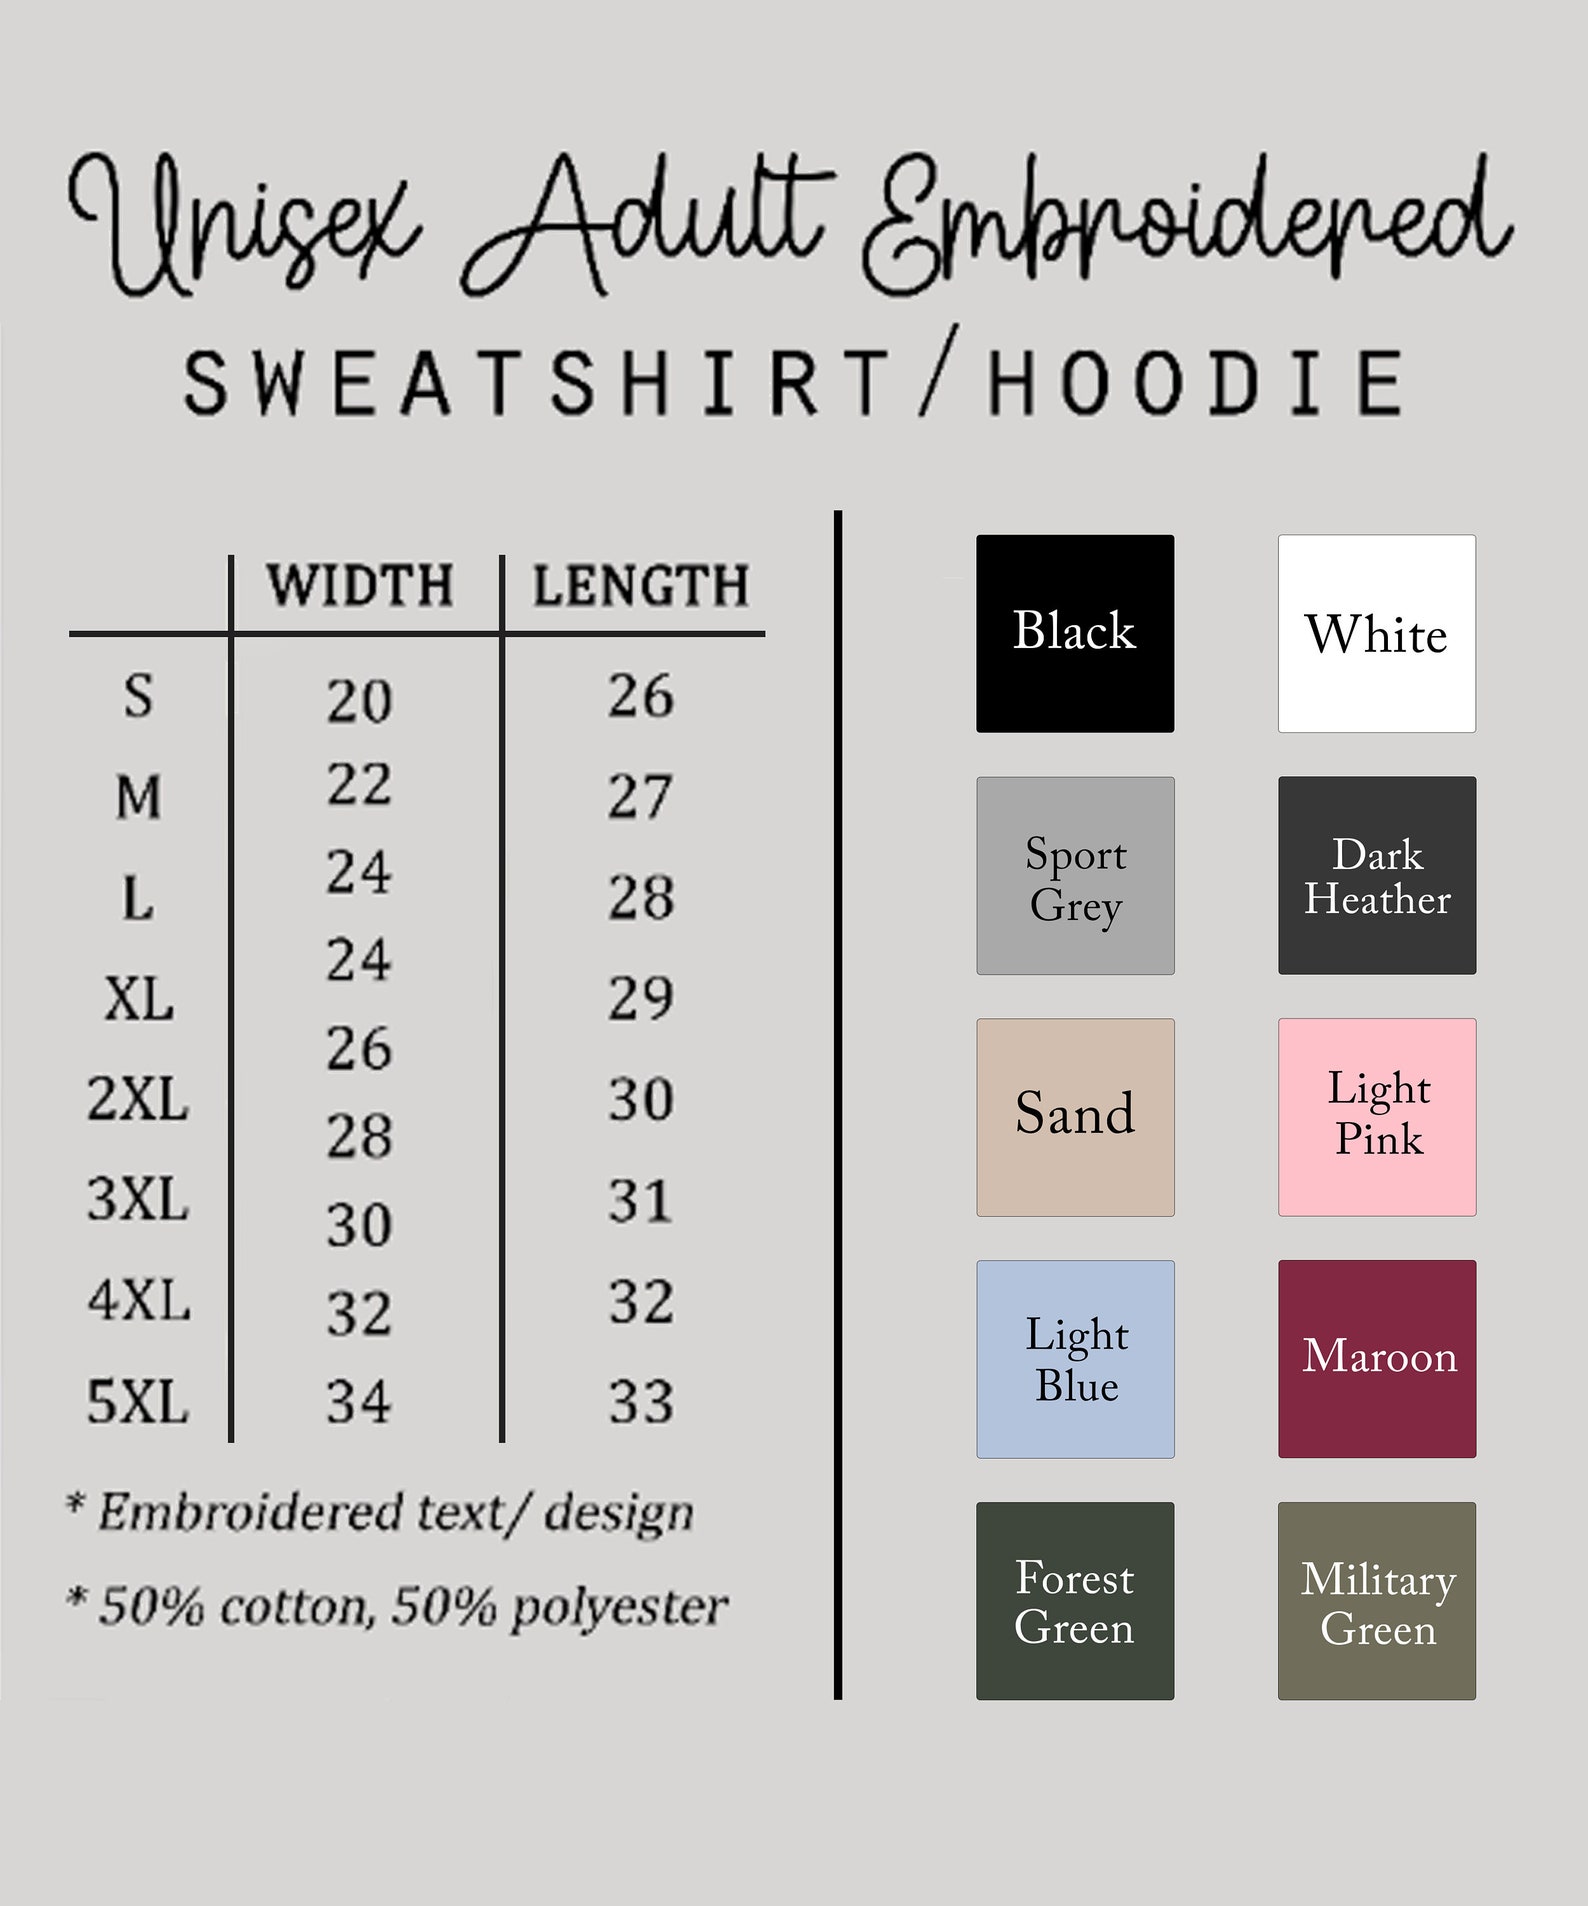 Unisex Adult Embroidered
SWEATSHIRT/HOODIE
WIDTH LENGTH
S 20 26
M 22 27
L 24 28
XL 24 29
2XL 26 30
3XL 28 31
4XL 30 32
5XL 32 33
34
* Embroidered text/ design
* 50% cotton, 50% polyester
Black
White
Sport
Grey
Dark
Heather
Sand
Light
Pink
Light
Blue
Maroon
Forest
Green
Military
Green